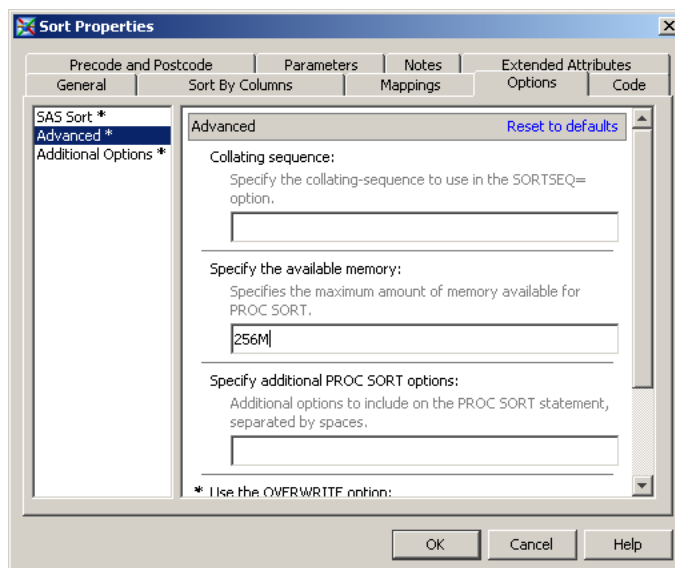 Sort Properties
Precode and Postcode Parameters Notes Extended Attributes
General Sort By Columns Mappings Options Code
SAS Sort *
Advanced *
Additional Options *
Advanced Reset to defaults
Collating sequence:
Specify the collating-sequence to use in the SORTSEQ=
option.
Specify the available memory:
Specifies the maximum amount of memory available for
PROC SORT.
256M
Specify additional PROC SORT options:
Additional options to include on the PROC SORT statement,
separated by spaces.
* Use the OVERWRITE option:
OK Cancel Help